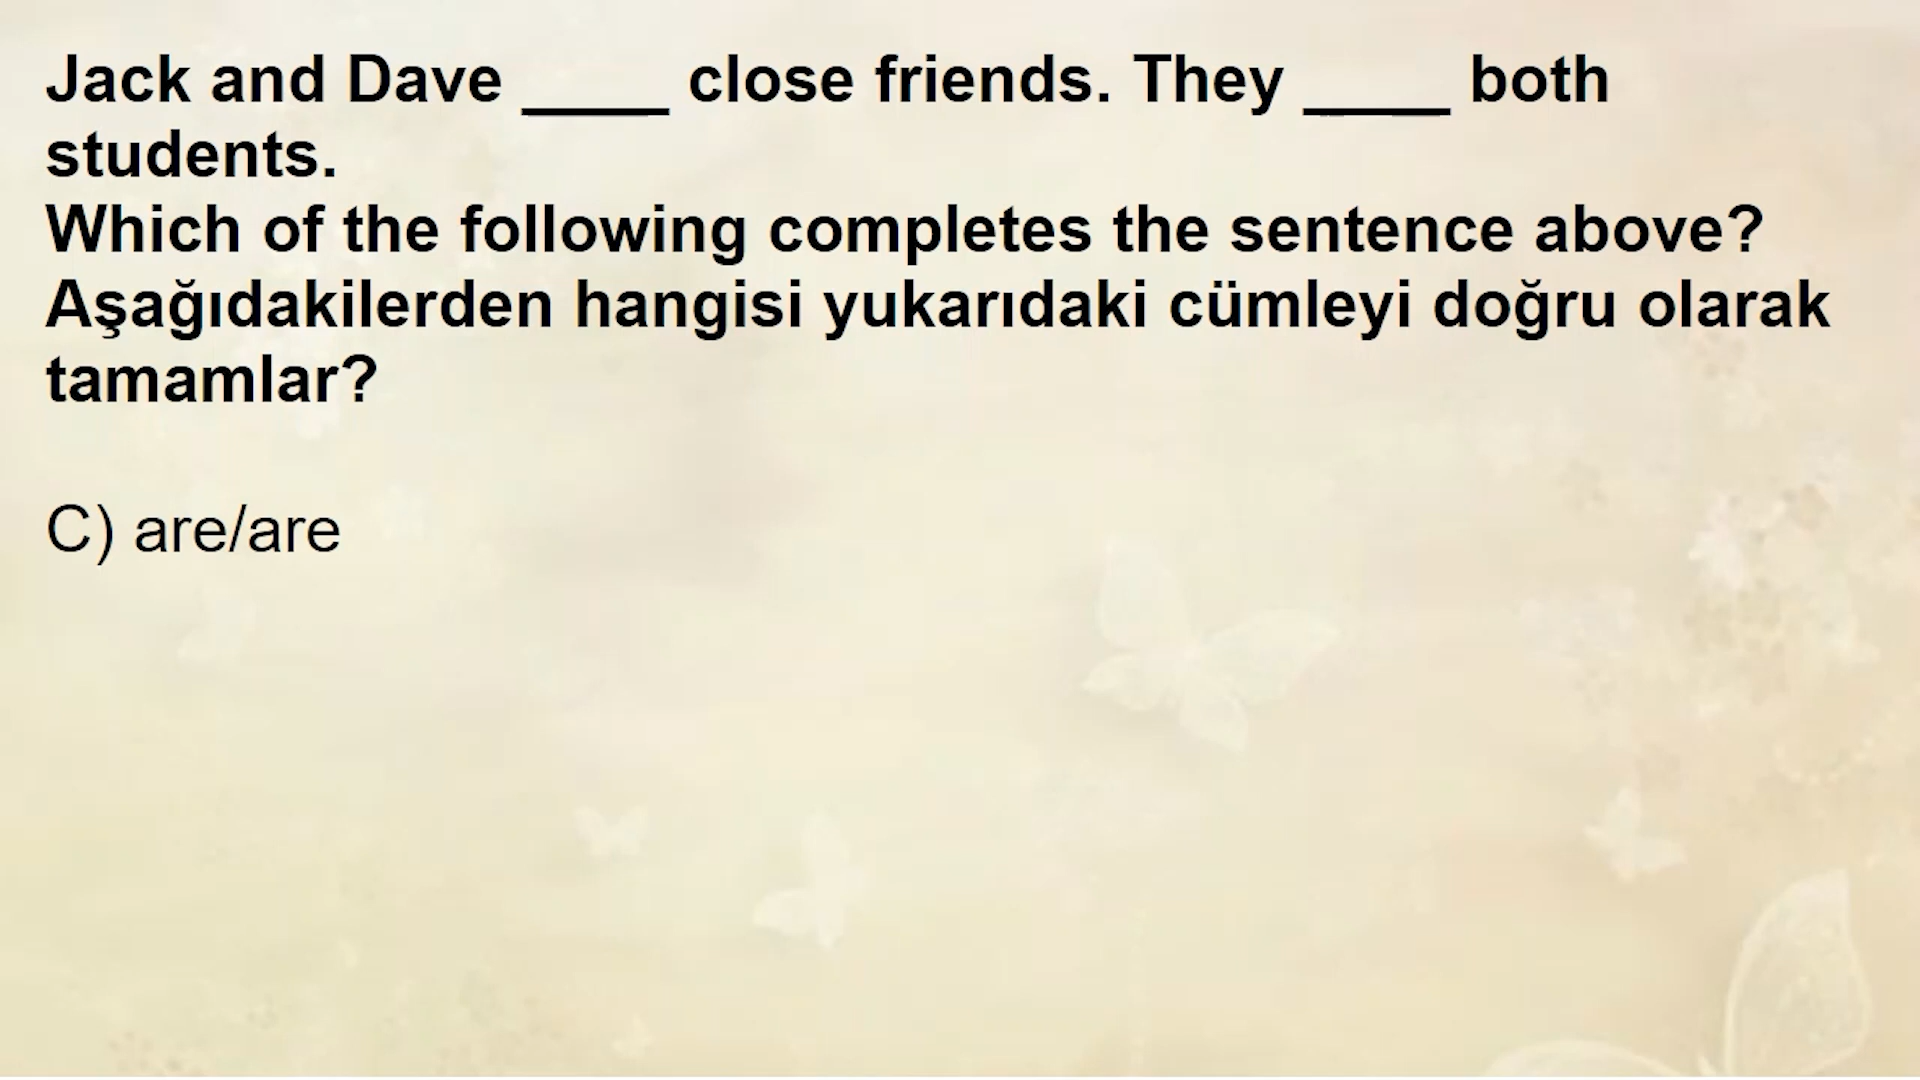 Jack and Dave ____ close friends. They ____ both
students.
Which of the following completes the sentence above?
Aşağıdakilerden hangisi yukarıdaki cümleyi doğru olarak
tamamlar?
C) are/are